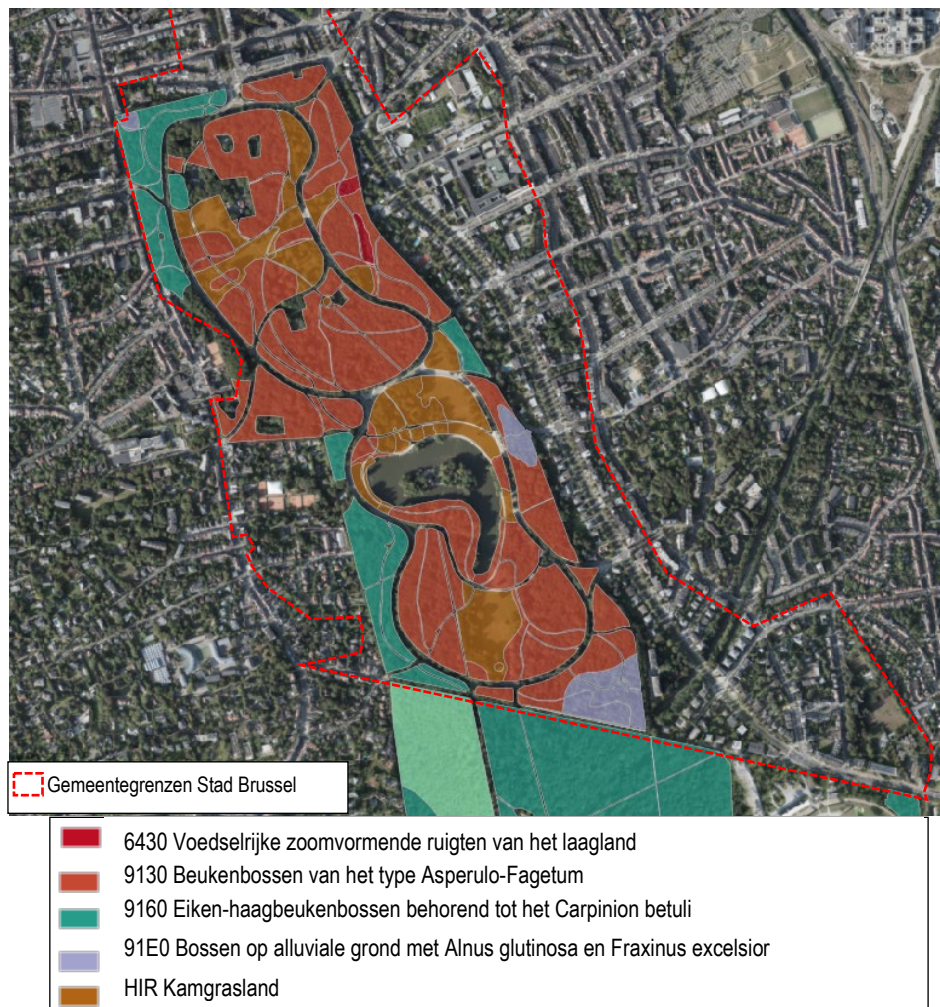 Gemeentegrenzen Stad Brussel
6430 Voedselrijke zoomvormende ruigten van het laagland
9130 Beukenbossen van het type Asperulo-Fagetum
9160 Eiken-haagbeukenbossen behorend tot het Carpinion betuli
91E0 Bossen op alluviale grond met Alnus glutinosa en Fraxinus excelsior
HIR Kamgrasland